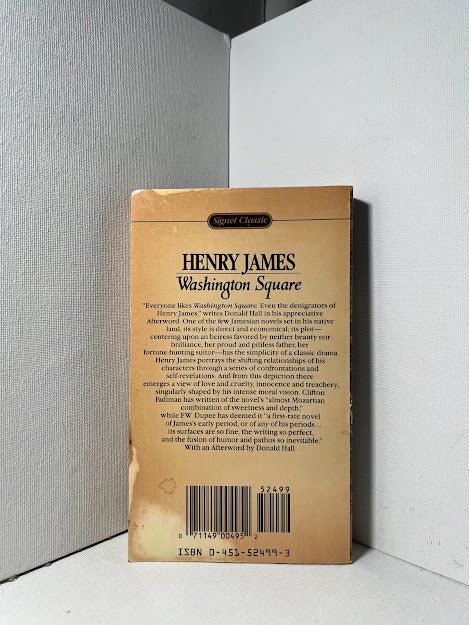 Signet Classic
HENRY JAMES
Washington Square
"Everyone likes Washington Square. Even the denigrators of
Henry James," writes Donald Hall in his appreciative
Afterword. One of the few Jamesian novels set in his native
land, its style is direct and economical; its plot—
centering upon an heiress favored by neither beauty nor
brilliance, her proud and pitiless father, her
fortune-hunting suitor—has the simplicity of a classic drama.
Henry James portrays the shifting relationships of his
characters through a series of confrontations and
self-revelations. And from this depiction there
emerges a view of love and cruelty, innocence and treachery,
singularly shaped by his intense moral vision. Clifton
Fadiman has written of the novel's "almost Mozartian
combination of sweetness and depth,"
while F.W. Dupee has deemed it "a first-rate novel
of James's early period, or of any of his periods...
its surfaces are so fine, the writing so perfect,
and the fusion of humor and pathos so inevitable."
With an Afterword by Donald Hall
52499
0 71149 00495 2
ISBN 0-451-52499-3